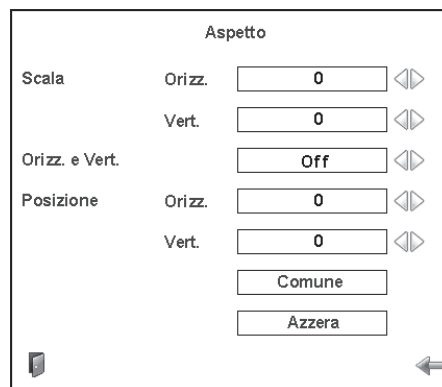 Aspetto
Scala Orizz. 0
Vert. 0
Orizz. e Vert. Off
Posizione Orizz. 0
Vert. 0
Comune
Azzera